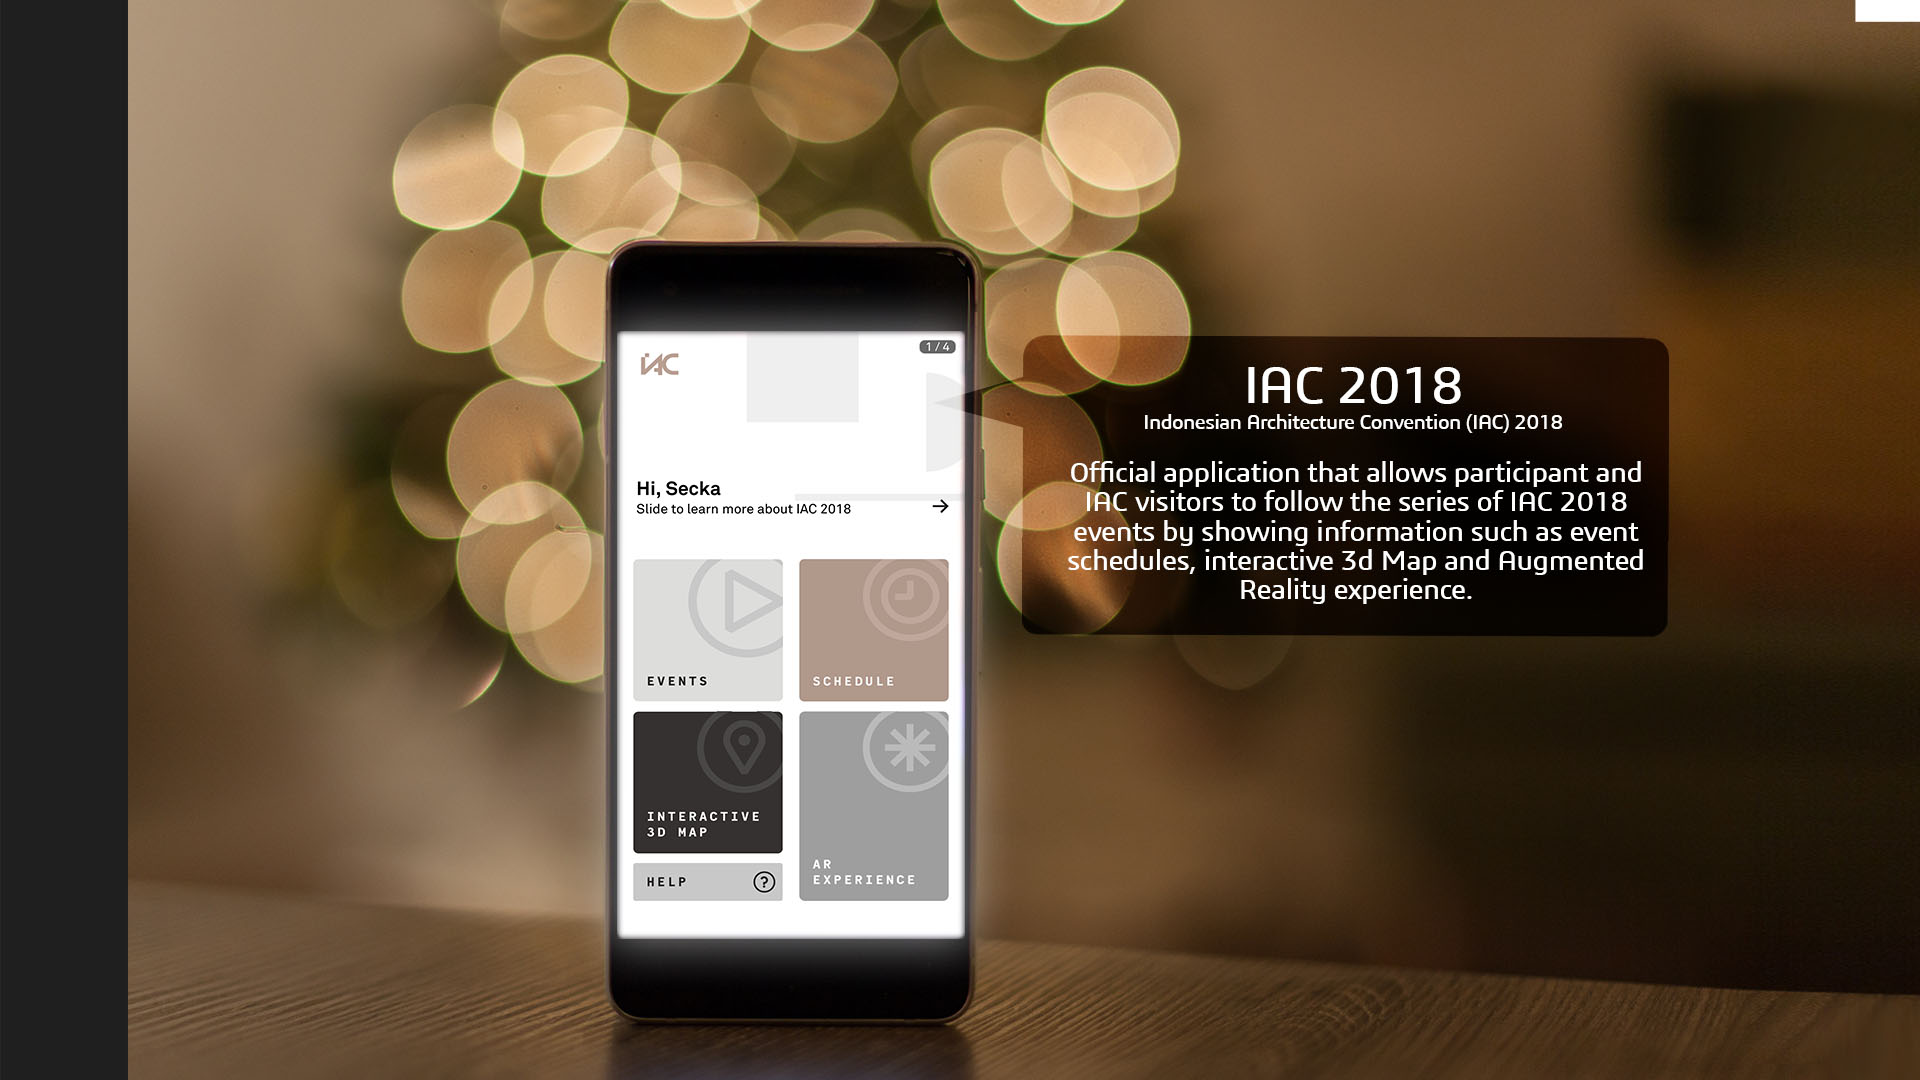 iAC
1 / 4
Hi, Secka
Slide to learn more about IAC 2018
EVENTS
SCHEDULE
INTERACTIVE
3D MAP
HELP
?
AR
EXPERIENCE
IAC 2018
Indonesian Architecture Convention (IAC) 2018
Official application that allows participant and
IAC visitors to follow the series of IAC 2018
events by showing information such as event
schedules, interactive 3d Map and Augmented
Reality experience.